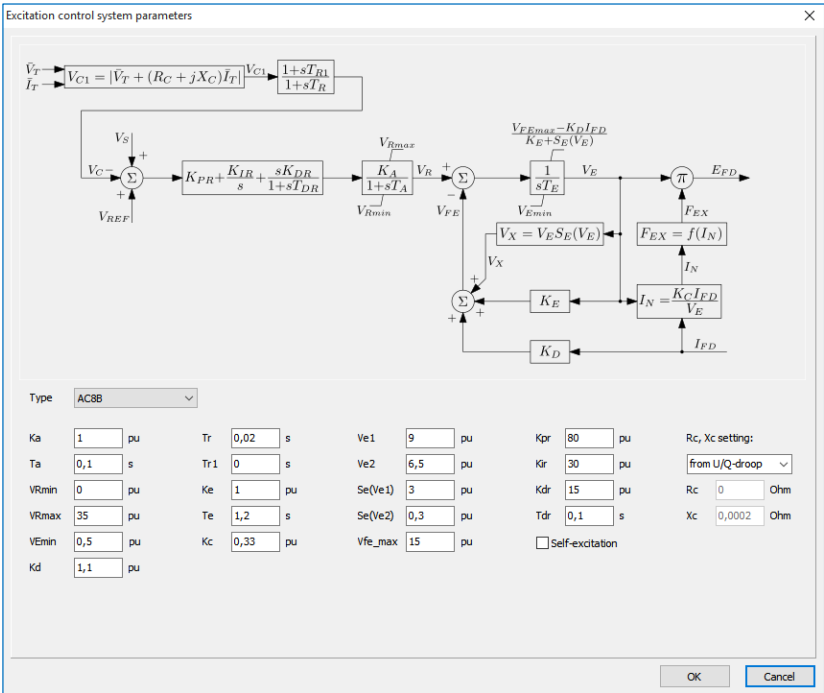 Excitation control system parameters
V̄_T
Ī_T
V_C1 = |V̄_T + (R_C + jX_C)Ī_T|
V_C1
1+sT_R1
1+sT_R
V_S
+
V_C
−
Σ
+
V_REF
K_PR + K_IR/s + sK_DR/1+sT_DR
V_Rmax
K_A
1+sT_A
V_Rmin
V_R
+
Σ
−
V_FE
V_FEmax−K_D I_FD
K_E+S_E(V_E)
1
sT_E
V_Emin
V_E
π
E_FD
F_EX
V_X = V_E S_E(V_E)
F_EX = f(I_N)
V_X
I_N
+
Σ
+
+
+
K_E
I_N = K_C I_FD/V_E
K_D
I_FD
Type AC8B
Ka 1 pu Tr 0,02 s Ve1 9 pu Kpr 80 pu Rc, Xc setting:
Ta 0,1 s Tr1 0 s Ve2 6,5 pu Kir 30 pu from U/Q-droop
VRmin 0 pu Ke 1 pu Se(Ve1) 3 pu Kdr 15 pu Rc 0 Ohm
VRmax 35 pu Te 1,2 s Se(Ve2) 0,3 pu Tdr 0,1 s Xc 0,0002 Ohm
VEmin 0,5 pu Kc 0,33 pu Vfe_max 15 pu Self-excitation
Kd 1,1 pu
OK Cancel